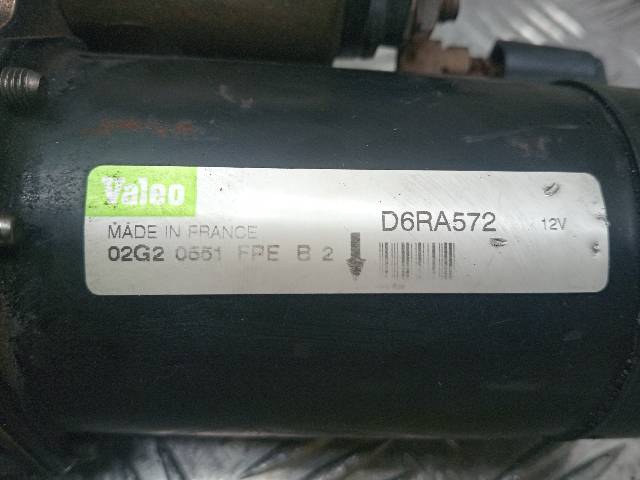 Valeo
MADE IN FRANCE
D6RA572 12V
02G2 0551 FPE B 2